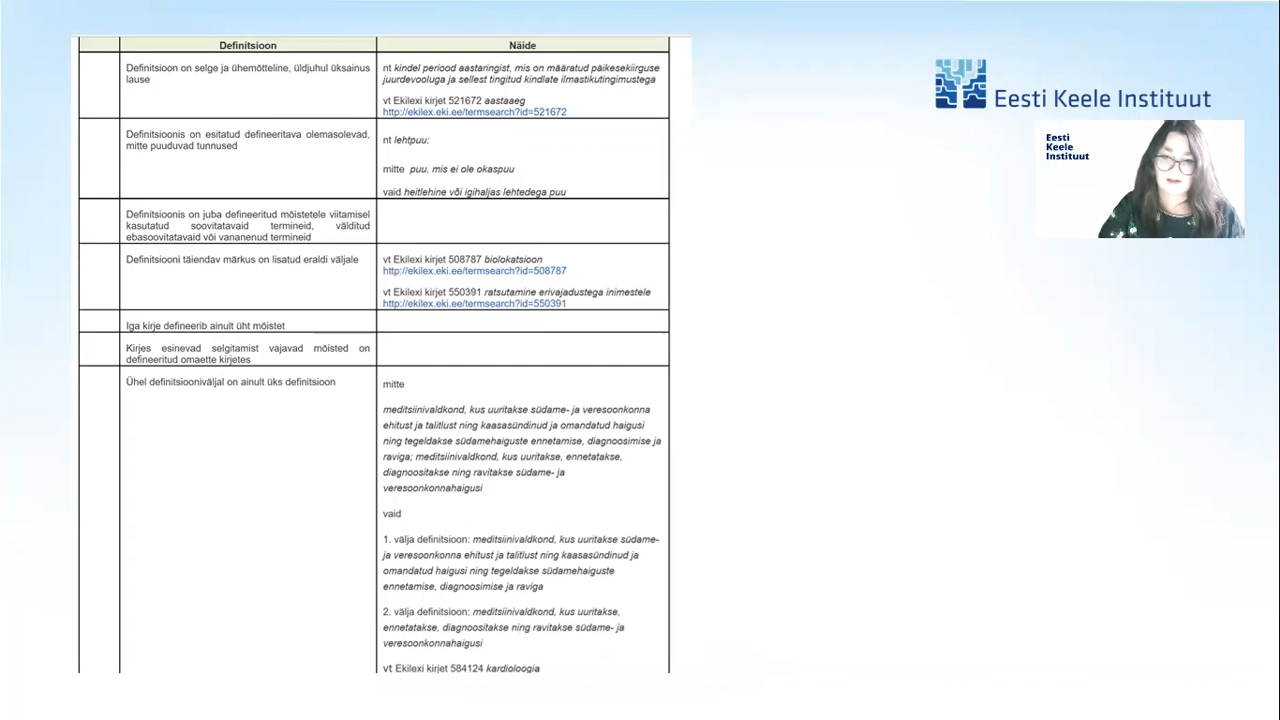 Definitsioon
Näide
Definitsioon on selge ja ühemõtteline, üldjuhul üksainus
lause
nt kindel periood aastaringist, mis on määratud päikesekiirguse
juurdevooluga ja sellest tingitud kindlate ilmastikutingimustega
vt Ekilexi kirjet 521672 aastaaeg
http://ekilex.eki.ee/termsearch?id=521672
Definitsioonis on esitatud defineeritava olemasolevad,
mitte puuduvad tunnused
nt lehtpuu:
mitte puu, mis ei ole okaspuu
vaid heitlehine või igihaljas lehtedega puu
Definitsioonis on juba defineeritud mõistetele viitamisel
kasutatud soovitatavaid termineid, välditud
ebasoovitatavaid või vananenud termineid
Definitsiooni täiendav märkus on lisatud eraldi väljale
vt Ekilexi kirjet 508787 biolokatsioon
http://ekilex.eki.ee/termsearch?id=508787
vt Ekilexi kirjet 550391 ratsutamine erivajadustega inimestele
http://ekilex.eki.ee/termsearch?id=550391
Iga kirje defineerib ainult üht mõistet
Kirjes esinevad selgitamist vajavad mõisted on
defineeritud omaette kirjetes
Ühel definitsiooniväljal on ainult üks definitsioon
mitte
meditsiinivaldkond, kus uuritakse südame- ja veresoonkonna
ehitust ja talitlust ning kaasasündinud ja omandatud haigusi
ning tegeldakse südamehaiguste ennetamise, diagnoosimise ja
raviga; meditsiinivaldkond, kus uuritakse, ennetatakse,
diagnoositakse ning ravitakse südame- ja
veresoonkonnahaigusi
vaid
1. välja definitsioon: meditsiinivaldkond, kus uuritakse südame-
ja veresoonkonna ehitust ja talitlust ning kaasasündinud ja
omandatud haigusi ning tegeldakse südamehaiguste
ennetamise, diagnoosimise ja raviga
2. välja definitsioon: meditsiinivaldkond, kus uuritakse,
ennetatakse, diagnoositakse ning ravitakse südame- ja
veresoonkonnahaigusi
vt Ekilexi kirjet 584124 kardioloogia
Eesti Keele Instituut
Eesti
Keele
Instituut